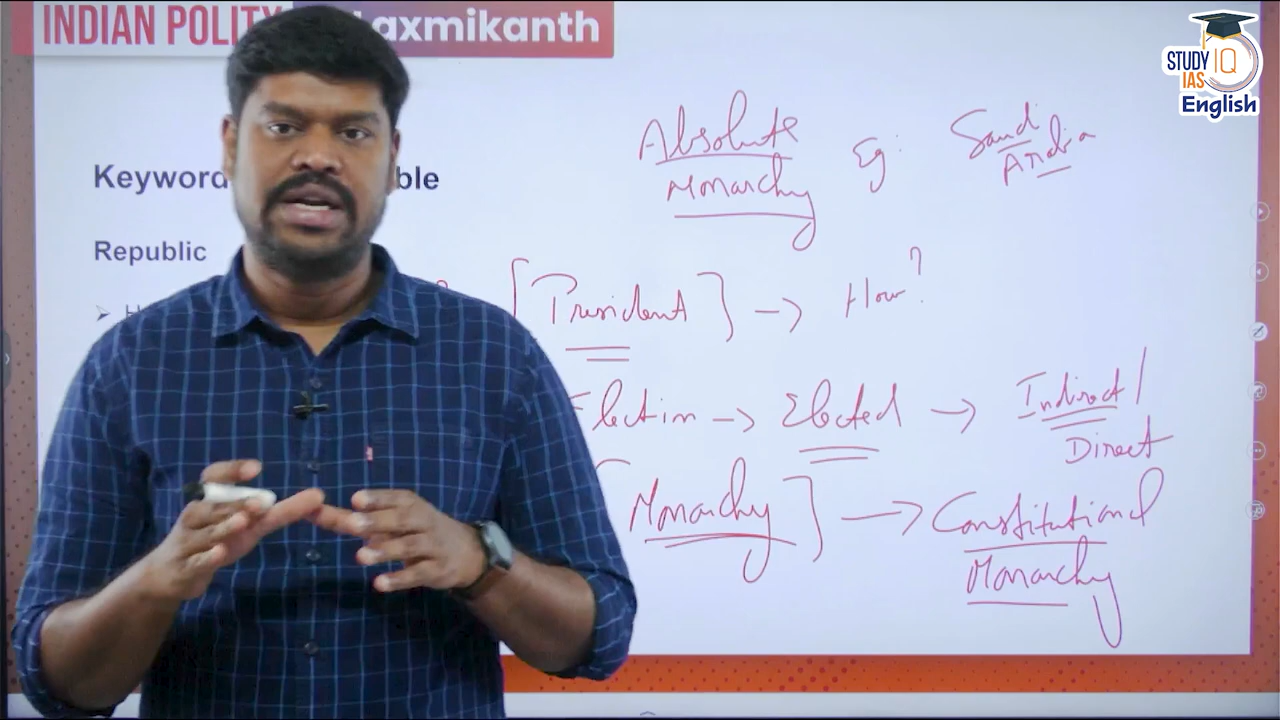 INDIAN POLITY Laxmikanth
STUDY IQ
IAS
English
Absolute
Monarchy Eg: Saudi
Arabia
Keyword ble
Republic
[President] → How?
Election → Elected → Indirect /
Direct
Monarchy] → Constitutional
Monarchy